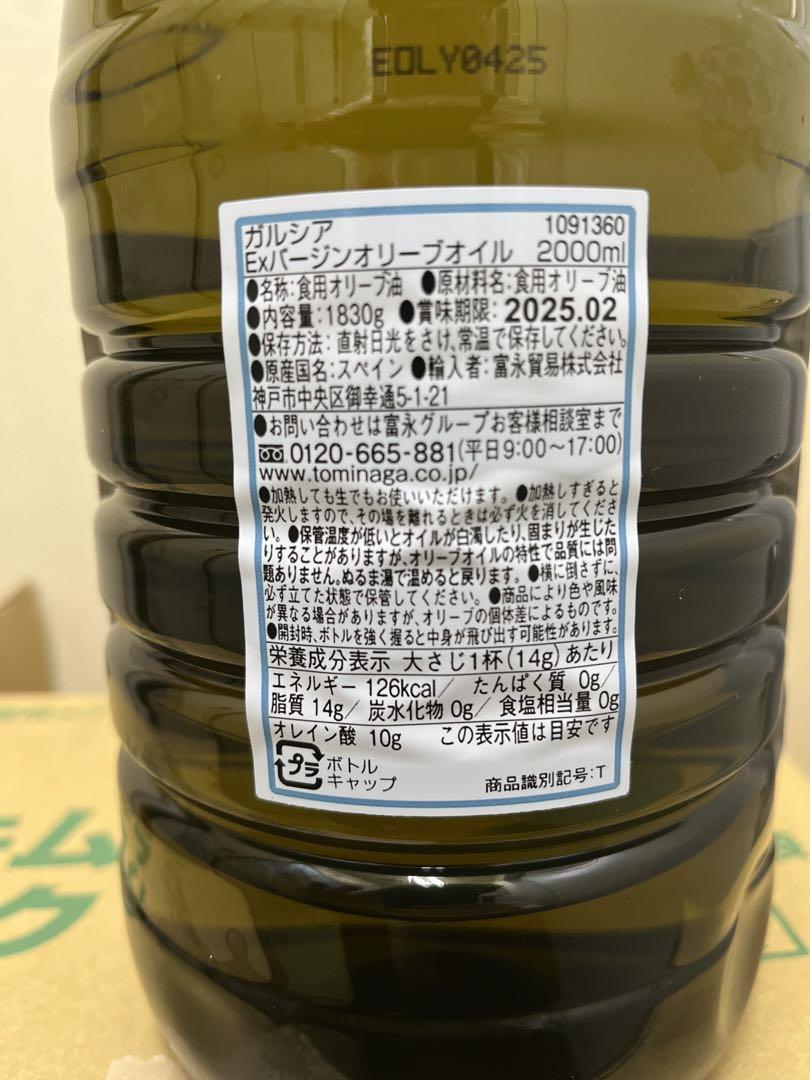 EOLY0425
ガルシア 1091360
Exバージンオリーブオイル 2000ml
●名称:食用オリーブ油 ●原材料名:食用オリーブ油
●内容量:1830g ●賞味期限:2025.02
●保存方法:直射日光をさけ、常温で保存してください。
●原産国名:スペイン ●輸入者:富永貿易株式会社
神戸市中央区御幸通5-1-21
●お問い合わせは富永グループお客様相談室まで
0120-665-881(平日9:00〜17:00)
www.tominaga.co.jp/
●加熱しても生でもお使いいただけます。●加熱しすぎると
発火しますので、その場を離れるときは必ず火を消してくださ
い。●保管温度が低いとオイルが白濁したり、固まりが生じた
りすることがありますが、オリーブオイルの特性で品質には問
題ありません。ぬるま湯で温めると戻ります。●横に倒さずに、
必ず立てた状態で保管してください。●商品により色や風味
が異なる場合がありますが、オリーブの個体差によるものです。
●開封時、ボトルを強く握ると中身が飛び出す可能性があります。
栄養成分表示 大さじ1杯(14g)あたり
エネルギー 126kcal/ たんぱく質 0g/
脂質 14g/ 炭水化物 0g/ 食塩相当量 0g
オレイン酸 10g この表示値は目安です
プラ ボトル
キャップ 商品識別記号:T
ム
ク